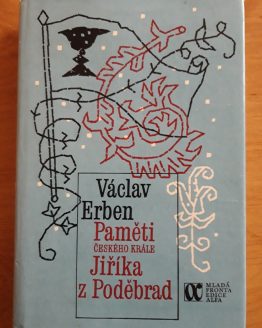 Václav
Erben
Paměti
ČESKÉHO KRÁLE
Jiříka
z Poděbrad
MLADÁ
FRONTA
EDICE
ALFA